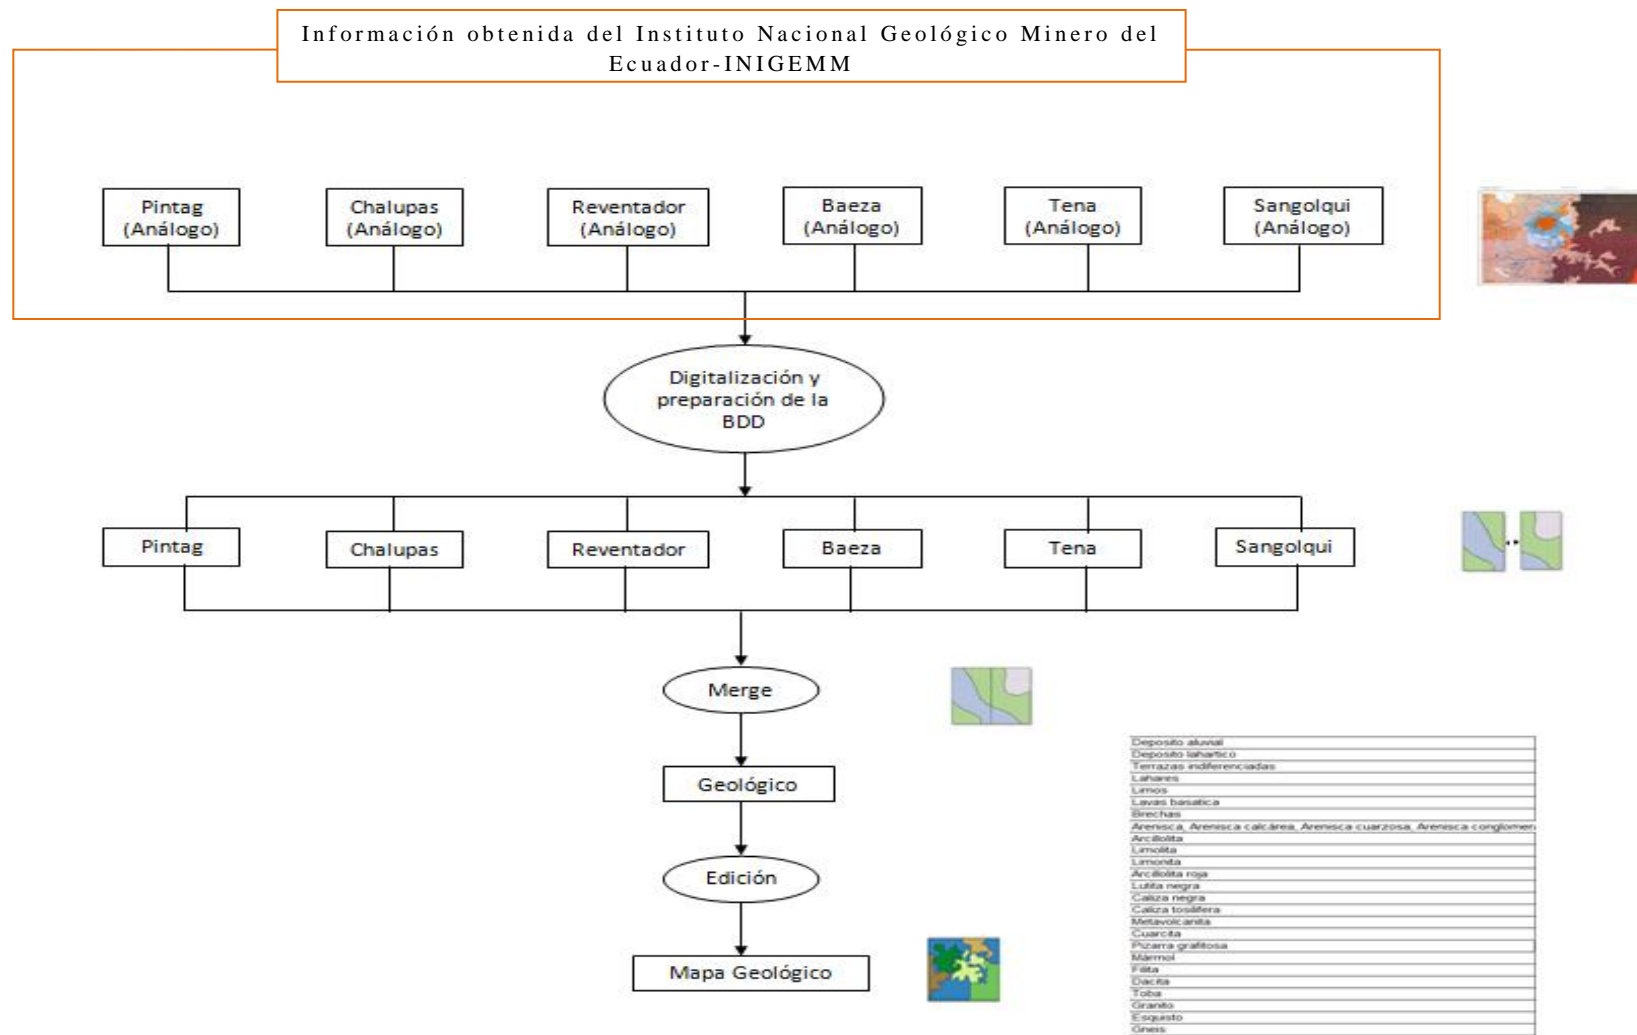 Información obtenida del Instituto Nacional Geológico Minero del
Ecuador-INIGEMM
Pintag
(Análogo)
Chalupas
(Análogo)
Reventador
(Análogo)
Baeza
(Análogo)
Tena
(Análogo)
Sangolqui
(Análogo)
Digitalización y
preparación de la
BDD
Pintag
Chalupas
Reventador
Baeza
Tena
Sangolqui
Merge
Geológico
Edición
Mapa Geológico
Deposito aluvial
Deposito lahartico
Terrazas indiferenciadas
Lahares
Limos
Lavas basatica
Brechas
Arenisca, Arenisca calcárea, Arenisca cuarzosa, Arenisca conglomer
Arcillolita
Limolita
Limonita
Arcillolita roja
Lutita negra
Caliza negra
Caliza tosilifera
Metavolcanita
Cuarcita
Pizarra grafitosa
Mármol
Filita
Dacita
Toba
Granito
Esquisto
Gneis